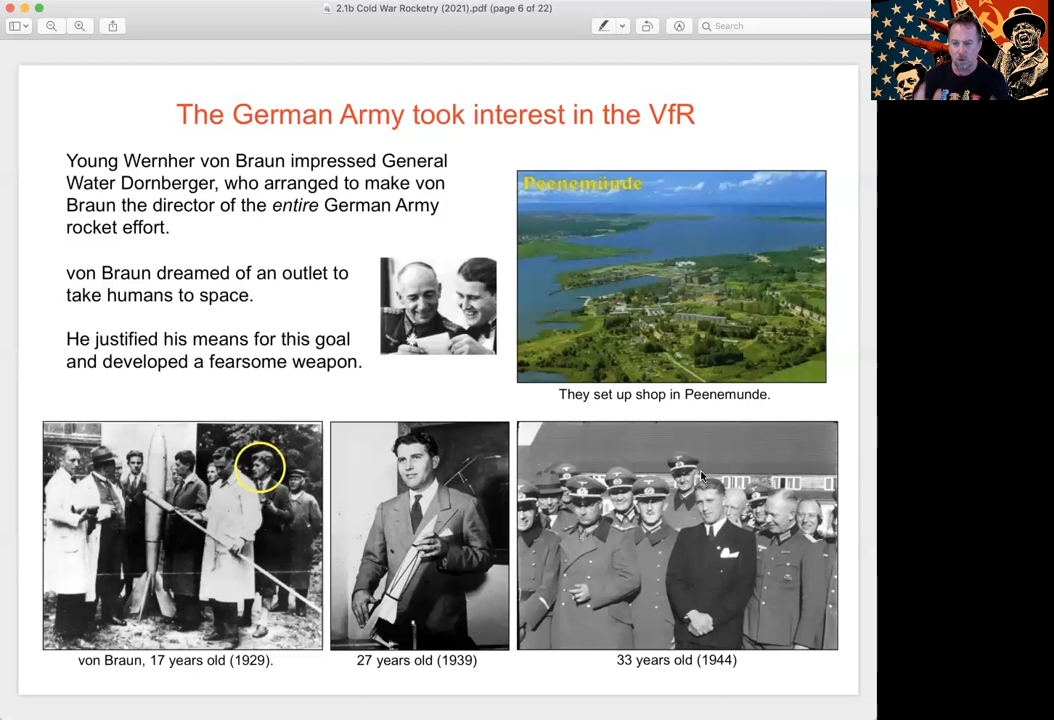 2.1b Cold War Rocketry (2021).pdf (page 6 of 22)
Search
The German Army took interest in the VfR
Young Wernher von Braun impressed General
Water Dornberger, who arranged to make von
Braun the director of the entire German Army
rocket effort.
von Braun dreamed of an outlet to
take humans to space.
He justified his means for this goal
and developed a fearsome weapon.
Peenemünde
They set up shop in Peenemunde.
von Braun, 17 years old (1929).
27 years old (1939)
33 years old (1944)